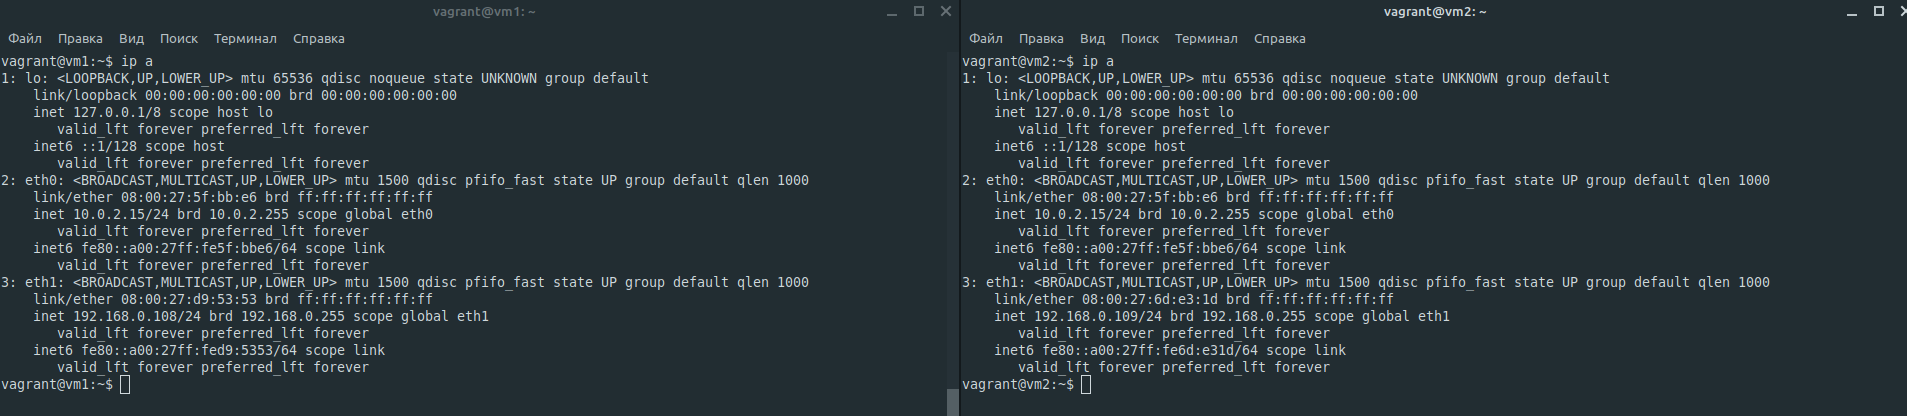 vagrant@vm1: ~
Файл Правка Вид Поиск Терминал Справка
vagrant@vm1:~$ ip a
1: lo: <LOOPBACK,UP,LOWER_UP> mtu 65536 qdisc noqueue state UNKNOWN group default
    link/loopback 00:00:00:00:00:00 brd 00:00:00:00:00:00
    inet 127.0.0.1/8 scope host lo
       valid_lft forever preferred_lft forever
    inet6 ::1/128 scope host
       valid_lft forever preferred_lft forever
2: eth0: <BROADCAST,MULTICAST,UP,LOWER_UP> mtu 1500 qdisc pfifo_fast state UP group default qlen 1000
    link/ether 08:00:27:5f:bb:e6 brd ff:ff:ff:ff:ff:ff
    inet 10.0.2.15/24 brd 10.0.2.255 scope global eth0
       valid_lft forever preferred_lft forever
    inet6 fe80::a00:27ff:fe5f:bbe6/64 scope link
       valid_lft forever preferred_lft forever
3: eth1: <BROADCAST,MULTICAST,UP,LOWER_UP> mtu 1500 qdisc pfifo_fast state UP group default qlen 1000
    link/ether 08:00:27:d9:53:53 brd ff:ff:ff:ff:ff:ff
    inet 192.168.0.108/24 brd 192.168.0.255 scope global eth1
       valid_lft forever preferred_lft forever
    inet6 fe80::a00:27ff:fed9:5353/64 scope link
       valid_lft forever preferred_lft forever
vagrant@vm1:~$
vagrant@vm2: ~
Файл Правка Вид Поиск Терминал Справка
vagrant@vm2:~$ ip a
1: lo: <LOOPBACK,UP,LOWER_UP> mtu 65536 qdisc noqueue state UNKNOWN group default
    link/loopback 00:00:00:00:00:00 brd 00:00:00:00:00:00
    inet 127.0.0.1/8 scope host lo
       valid_lft forever preferred_lft forever
    inet6 ::1/128 scope host
       valid_lft forever preferred_lft forever
2: eth0: <BROADCAST,MULTICAST,UP,LOWER_UP> mtu 1500 qdisc pfifo_fast state UP group default qlen 1000
    link/ether 08:00:27:5f:bb:e6 brd ff:ff:ff:ff:ff:ff
    inet 10.0.2.15/24 brd 10.0.2.255 scope global eth0
       valid_lft forever preferred_lft forever
    inet6 fe80::a00:27ff:fe5f:bbe6/64 scope link
       valid_lft forever preferred_lft forever
3: eth1: <BROADCAST,MULTICAST,UP,LOWER_UP> mtu 1500 qdisc pfifo_fast state UP group default qlen 1000
    link/ether 08:00:27:6d:e3:1d brd ff:ff:ff:ff:ff:ff
    inet 192.168.0.109/24 brd 192.168.0.255 scope global eth1
       valid_lft forever preferred_lft forever
    inet6 fe80::a00:27ff:fe6d:e31d/64 scope link
       valid_lft forever preferred_lft forever
vagrant@vm2:~$